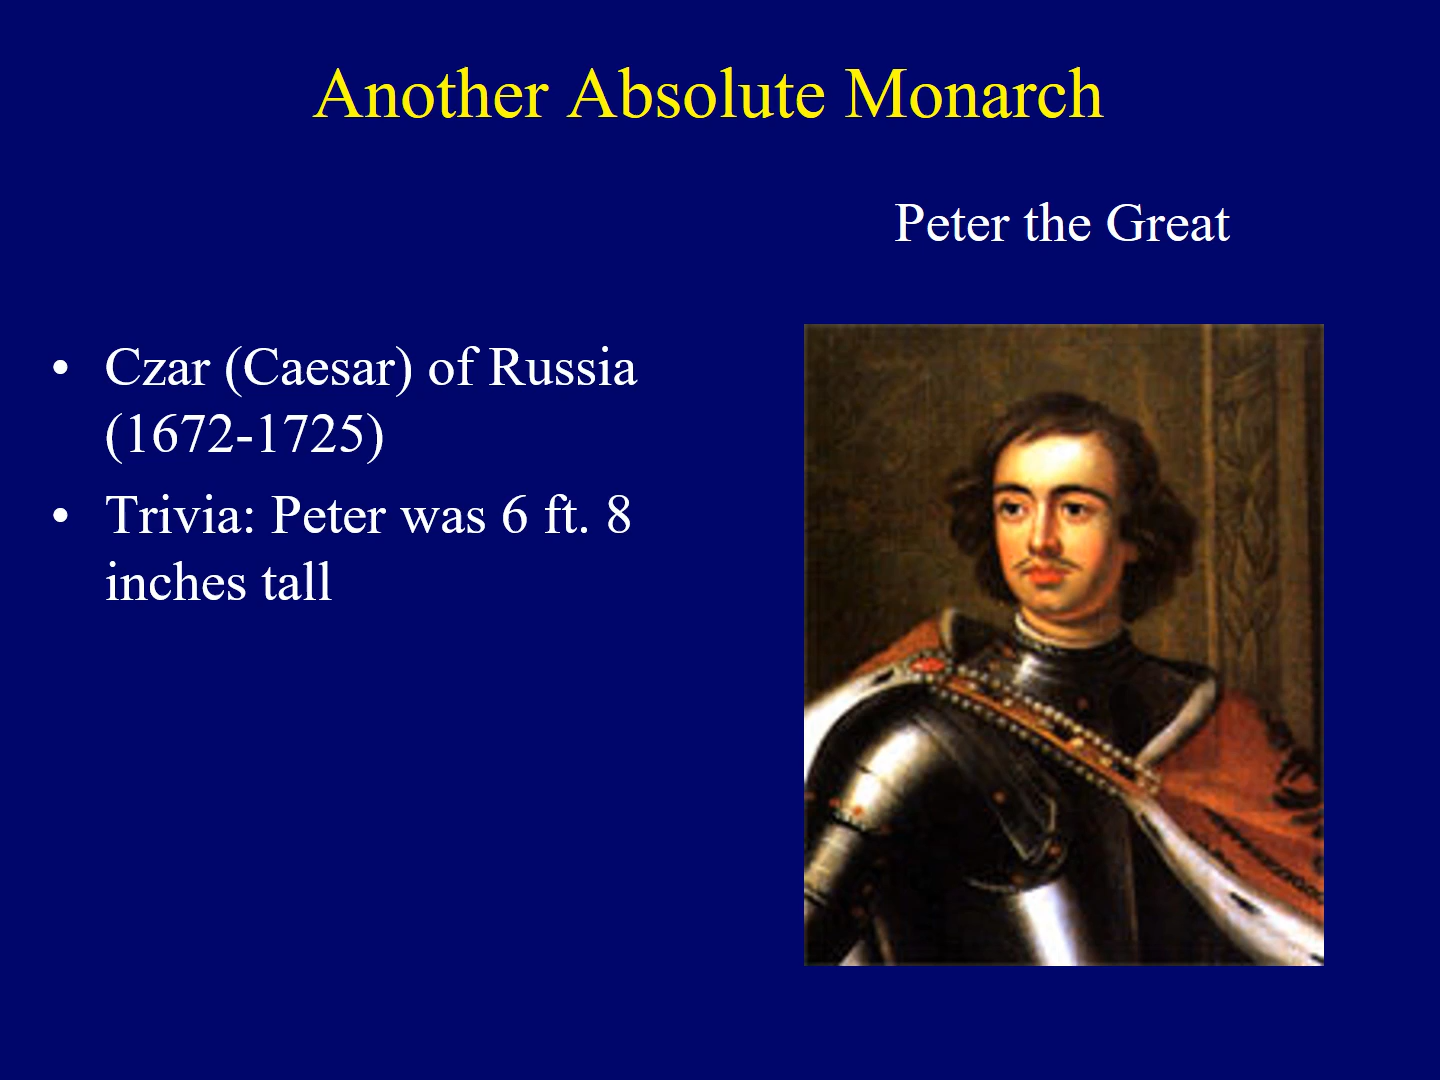 Another Absolute Monarch
Peter the Great
• Czar (Caesar) of Russia
(1672-1725)
• Trivia: Peter was 6 ft. 8
inches tall